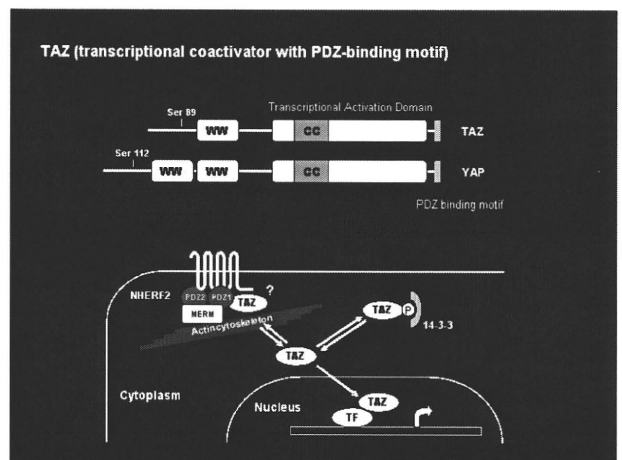 TAZ (transcriptional coactivator with PDZ-binding motif)
Transcriptional Activation Domain
Ser 89
WW
CC
TAZ
Ser 112
WW
WW
CC
YAP
PDZ binding motif
NHERF2
PDZ2
PDZ1
TAZ
?
MERM
Actincytoskeleton
TAZ
P
14-3-3
TAZ
Cytoplasm
Nucleus
TAZ
TF